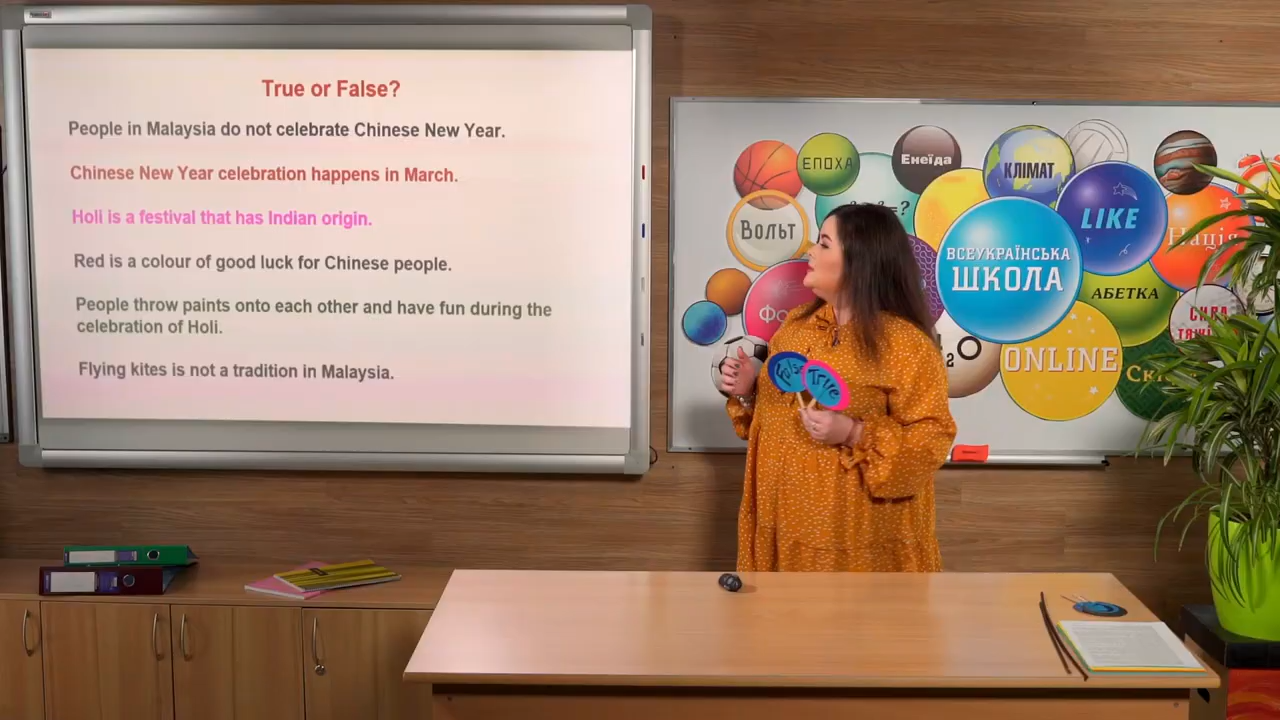 True or False?
People in Malaysia do not celebrate Chinese New Year.
Chinese New Year celebration happens in March.
Holi is a festival that has Indian origin.
Red is a colour of good luck for Chinese people.
People throw paints onto each other and have fun during the
celebration of Holi.
Flying kites is not a tradition in Malaysia.
ЕПОХА
Енеїда
КЛІМАТ
ВОЛЬТ
LIKE
Нація
ВСЕУКРАЇНСЬКА
ШКОЛА
АБЕТКА
СИЛА
ONLINE
False
True